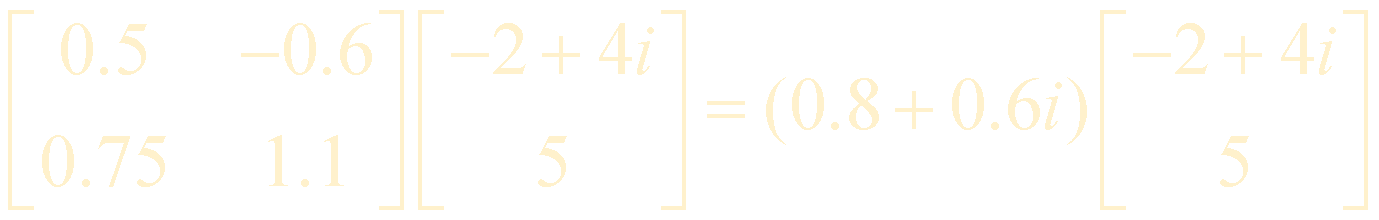 [0.5 −0.6; 0.75 1.1] [−2 + 4i; 5] = (0.8 + 0.6i) [−2 + 4i; 5]